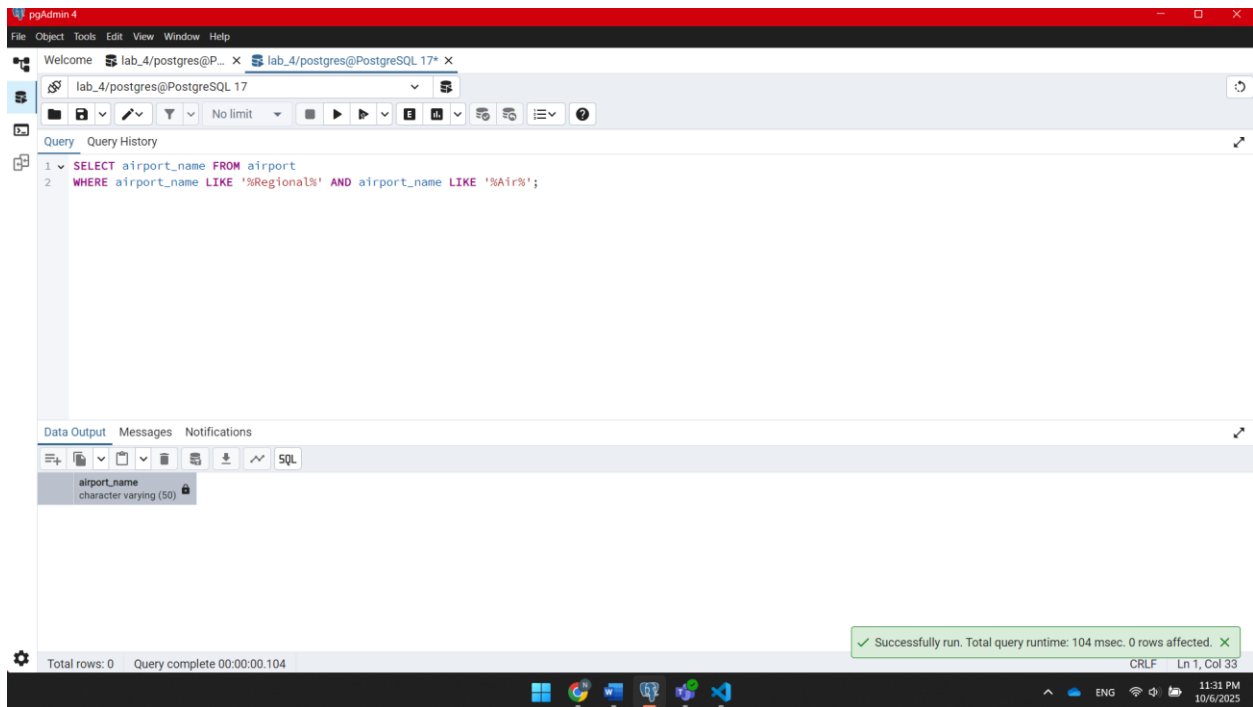 pgAdmin 4
File Object Tools Edit View Window Help
Welcome lab_4/postgres@P... X lab_4/postgres@PostgreSQL 17* X
lab_4/postgres@PostgreSQL 17
No limit
Query Query History
1 SELECT airport_name FROM airport
2 WHERE airport_name LIKE '%Regional%' AND airport_name LIKE '%Air%';
Data Output Messages Notifications
SQL
airport_name
character varying (50)
Successfully run. Total query runtime: 104 msec. 0 rows affected. X
Total rows: 0 Query complete 00:00:00.104 CRLF Ln 1, Col 33
ENG 11:31 PM
10/6/2025